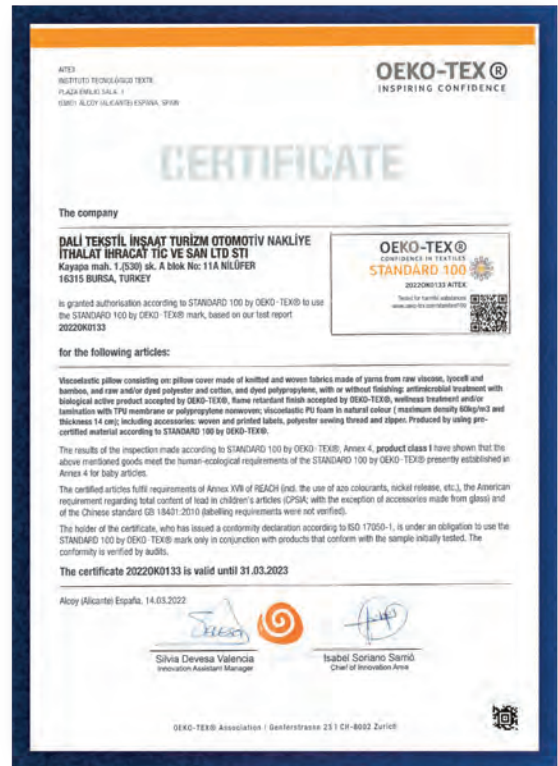 AITEX
INSTITUTO TECNOLÓGICO TEXTIL
PLAZA EMILIO SALA, 1
ALCOY (ALICANTE) ESPAÑA, SPAIN
OEKO-TEX®
INSPIRING CONFIDENCE
CERTIFICATE
The company
DALİ TEKSTİL İNŞAAT TURİZM OTOMOTİV NAKLİYE
İTHALAT IHRACAT TİC VE SAN LTD STI
Kayapa mah. 1.(530) sk. A blok No: 11A NİLÜFER
16315 BURSA, TURKEY
is granted authorisation according to STANDARD 100 by OEKO-TEX® to use
the STANDARD 100 by OEKO-TEX® mark, based on our test report
2022OK0133
OEKO-TEX®
CONFIDENCE IN TEXTILES
STANDARD 100
2022OK0133 AITEX
Tested for harmful substances
www.oeko-tex.com/standard100
for the following articles:
Viscoelastic pillow consisting on: pillow cover made of knitted and woven fabrics made of yarns from raw viscose, lyocell and
bamboo, and raw and/or dyed polyester and cotton, and dyed polypropylene, with or without finishing: antimicrobial treatment with
biological active product accepted by OEKO-TEX®, flame retardant finish accepted by OEKO-TEX®, wellness treatment and/or
lamination with TPU membrane or polypropylene nonwoven; viscoelastic PU foam in natural colour ( maximum density 60kg/m3 and
thickness 14 cm); including accessories: woven and printed labels, polyester sewing thread and zipper. Produced by using pre-
certified material according to STANDARD 100 by OEKO-TEX®.
The results of the inspection made according to STANDARD 100 by OEKO-TEX®, Annex 4, product class I have shown that the
above mentioned goods meet the human-ecological requirements of the STANDARD 100 by OEKO-TEX® presently established in
Annex 4 for baby articles.
The certified articles fulfil requirements of Annex XVII of REACH (incl. the use of azo colourants, nickel release, etc.), the American
requirement regarding total content of lead in children's articles (CPSIA; with the exception of accessories made from glass) and
of the Chinese standard GB 18401:2010 (labelling requirements were not verified).
The holder of the certificate, who has issued a conformity declaration according to ISO 17050-1, is under an obligation to use the
STANDARD 100 by OEKO-TEX® mark only in conjunction with products that conform with the sample initially tested. The
conformity is verified by audits.
The certificate 2022OK0133 is valid until 31.03.2023
Alcoy (Alicante) España, 14.03.2022
Silvia Devesa Valencia
Innovation Assistant Manager
Isabel Soriano Sarrió
Chief of Innovation Area
OEKO-TEX® Association | Genferstrasse 23 | CH-8002 Zurich